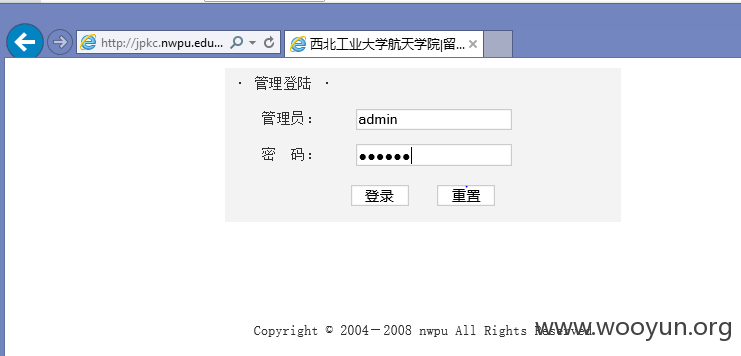 http://jpkc.nwpu.edu...
西北工业大学航天学院|留...
· 管理登陆 ·
管理员： admin
密 码： ●●●●●●
登录 重置
Copyright © 2004－2008 nwpu All Rights Reserved
www.wooyun.org